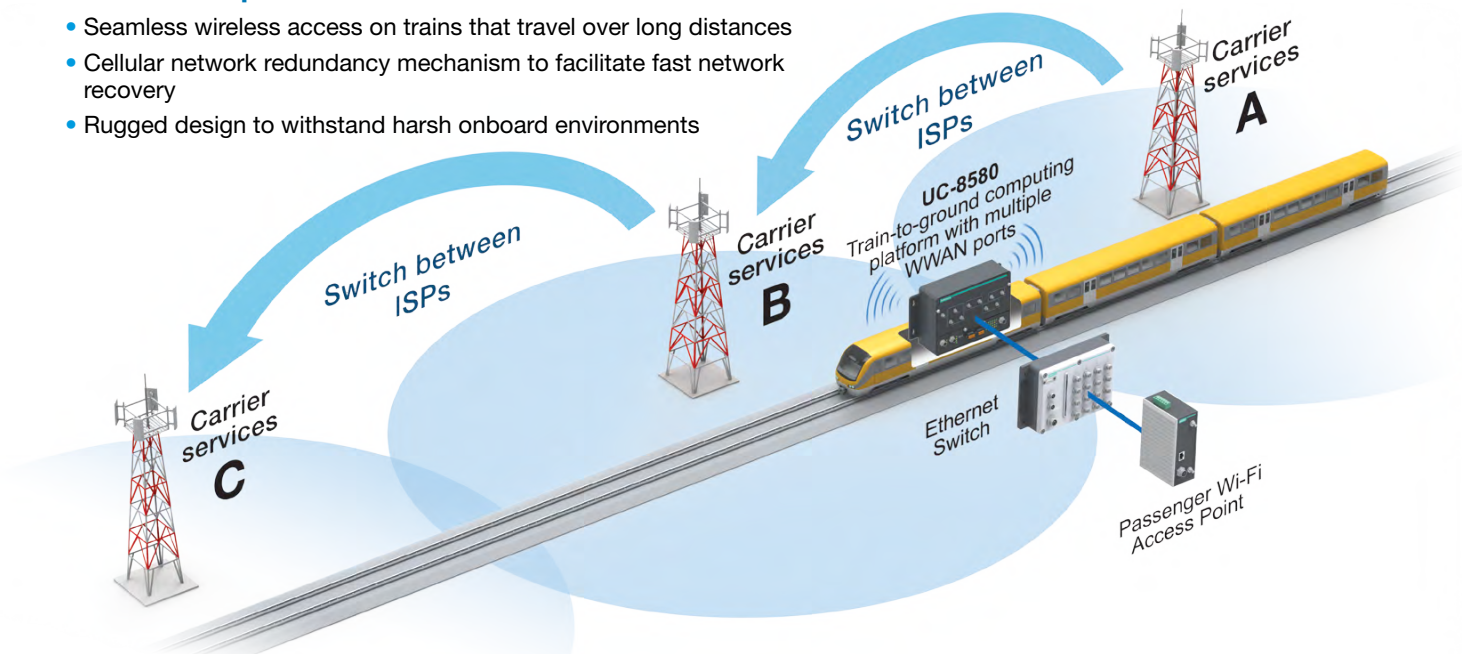 • Seamless wireless access on trains that travel over long distances
• Cellular network redundancy mechanism to facilitate fast network
recovery
• Rugged design to withstand harsh onboard environments
Carrier
services
A
Switch between
ISPs
UC-8580
Train-to-ground computing
platform with multiple
WWAN ports
Carrier
services
B
Switch between
ISPs
Carrier
services
C
Ethernet
Switch
Passenger Wi-Fi
Access Point